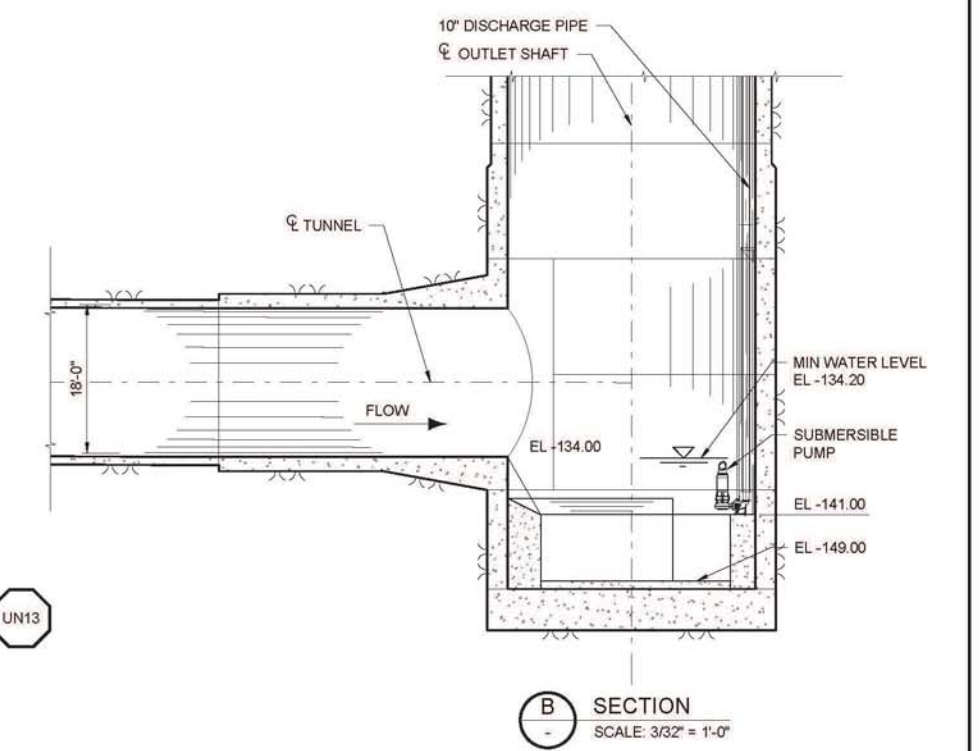 10" DISCHARGE PIPE
℄ OUTLET SHAFT
℄ TUNNEL
18'-0"
FLOW
EL -134.00
MIN WATER LEVEL
EL -134.20
SUBMERSIBLE
PUMP
EL -141.00
EL -149.00
UN13
B
-
SECTION
SCALE: 3/32" = 1'-0"